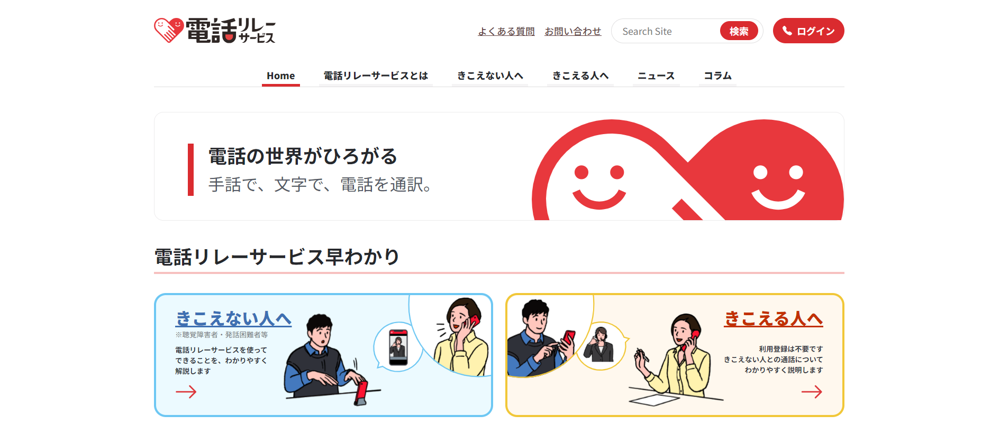 電話リレー
サービス
よくある質問 お問い合わせ Search Site 検索 ログイン
Home 電話リレーサービスとは きこえない人へ きこえる人へ ニュース コラム
電話の世界がひろがる
手話で、文字で、電話を通訳。
電話リレーサービス早わかり
きこえない人へ
※聴覚障害者・発話困難者等
電話リレーサービスを使って
できることを、わかりやすく
解説します
きこえる人へ
利用登録は不要です
きこえない人との通話について
わかりやすく説明します